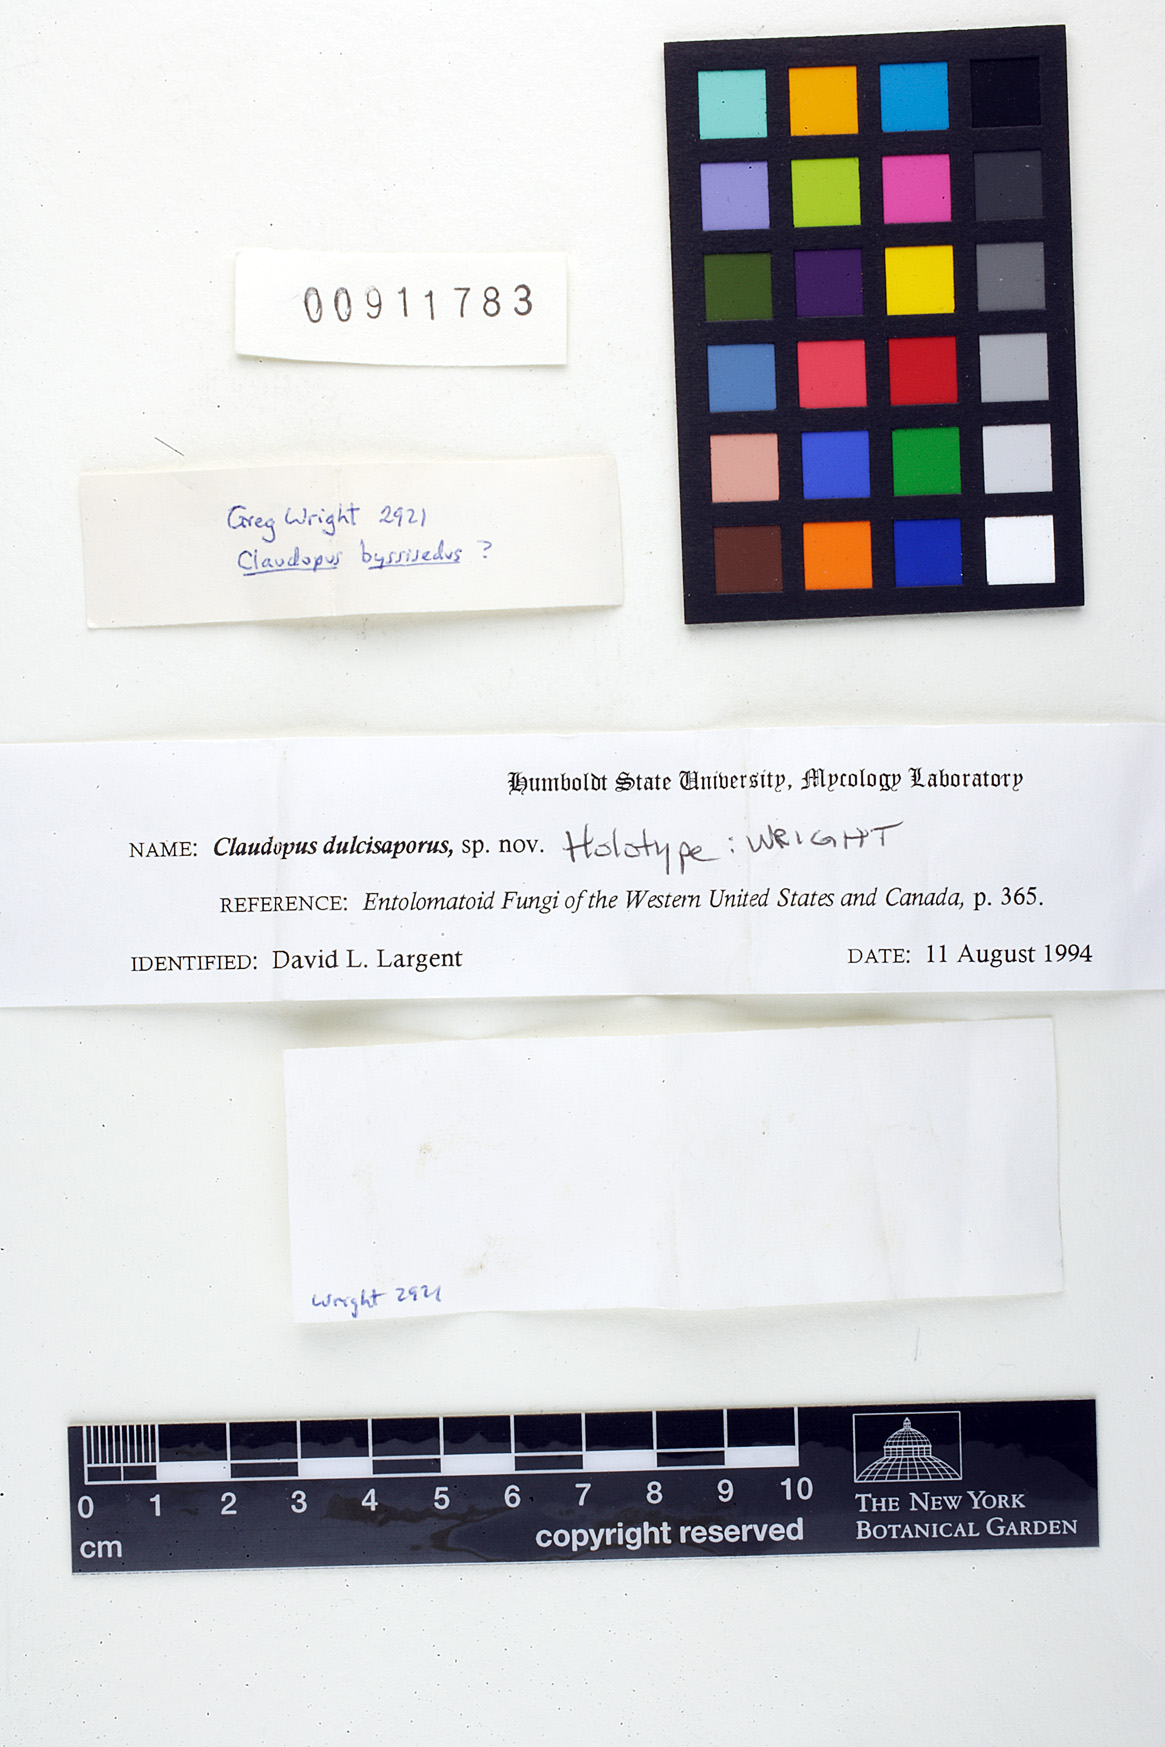 00911783
Greg Wright 2921
Claudopus byssisedus ?
Humboldt State University, Mycology Laboratory
NAME: Claudopus dulcisaporus, sp. nov. Holotype: WRIGHT
REFERENCE: Entolomatoid Fungi of the Western United States and Canada, p. 365.
IDENTIFIED: David L. Largent DATE: 11 August 1994
Wright 2921
0 1 2 3 4 5 6 7 8 9 10
cm
copyright reserved
THE NEW YORK
BOTANICAL GARDEN